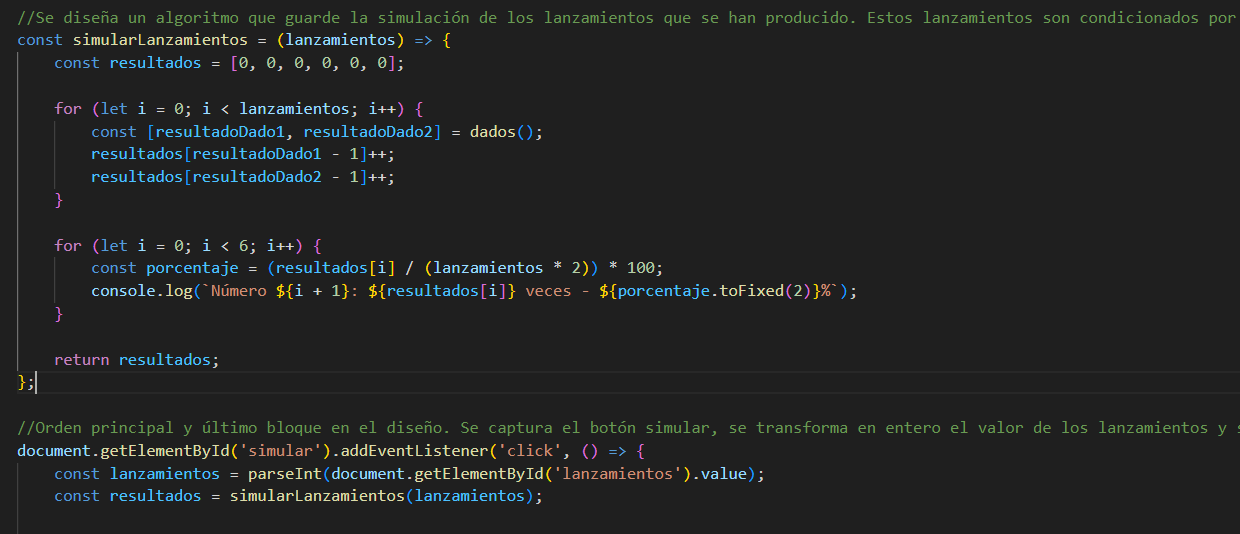 //Se diseña un algoritmo que guarde la simulación de los lanzamientos que se han producido. Estos lanzamientos son condicionados por
const simularLanzamientos = (lanzamientos) => {
    const resultados = [0, 0, 0, 0, 0, 0];
    for (let i = 0; i < lanzamientos; i++) {
        const [resultadoDado1, resultadoDado2] = dados();
        resultados[resultadoDado1 - 1]++;
        resultados[resultadoDado2 - 1]++;
    }
    for (let i = 0; i < 6; i++) {
        const porcentaje = (resultados[i] / (lanzamientos * 2)) * 100;
        console.log(`Número ${i + 1}: ${resultados[i]} veces - ${porcentaje.toFixed(2)}%`);
    }
    return resultados;
};
//Orden principal y último bloque en el diseño. Se captura el botón simular, se transforma en entero el valor de los lanzamientos y
document.getElementById('simular').addEventListener('click', () => {
    const lanzamientos = parseInt(document.getElementById('lanzamientos').value);
    const resultados = simularLanzamientos(lanzamientos);